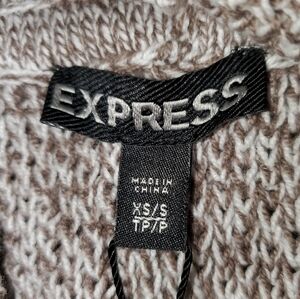 EXPRESS
MADE IN
CHINA
XS/S
TP/P